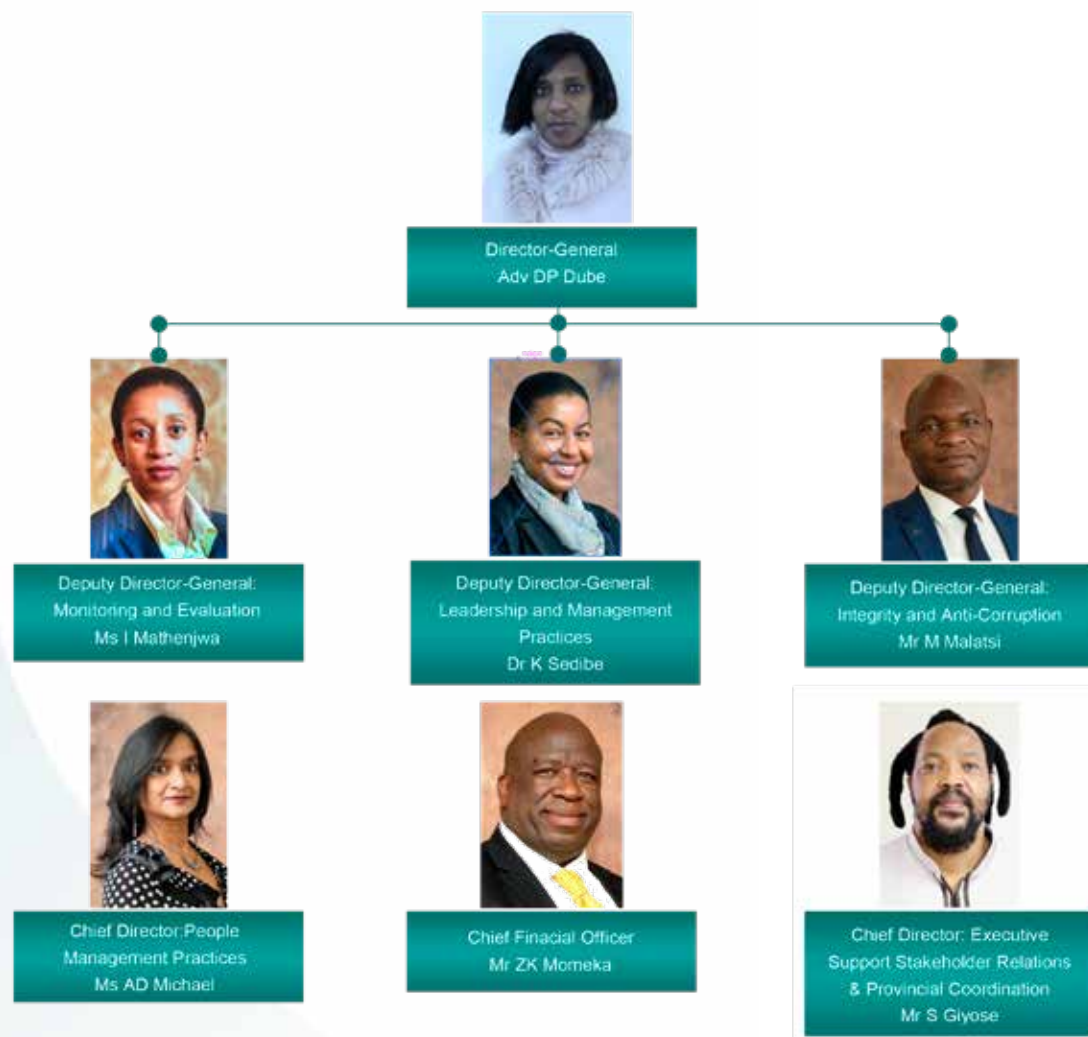 Director-General
Adv DP Dube
Deputy Director-General:
Monitoring and Evaluation
Ms I Mathenjwa
Deputy Director-General:
Leadership and Management
Practices
Dr K Sedibe
Deputy Director-General:
Integrity and Anti-Corruption
Mr M Malatsi
Chief Director:People
Management Practices
Ms AD Michael
Chief Finacial Officer
Mr ZK Momeka
Chief Director: Executive
Support Stakeholder Relations
& Provincial Coordination
Mr S Giyose